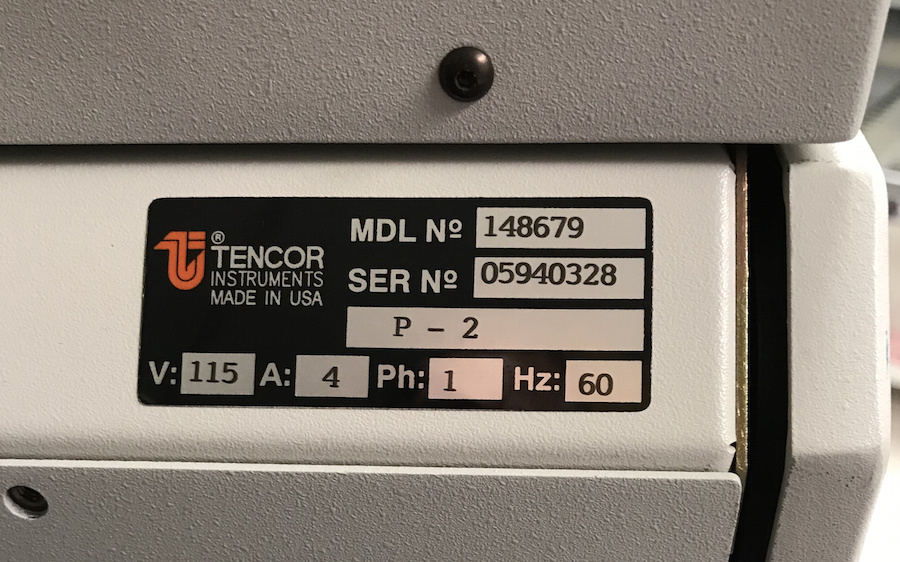 ® TENCOR
INSTRUMENTS
MADE IN USA
MDL Nº 148679
SER Nº 05940328
P - 2
V: 115 A: 4 Ph: 1 Hz: 60